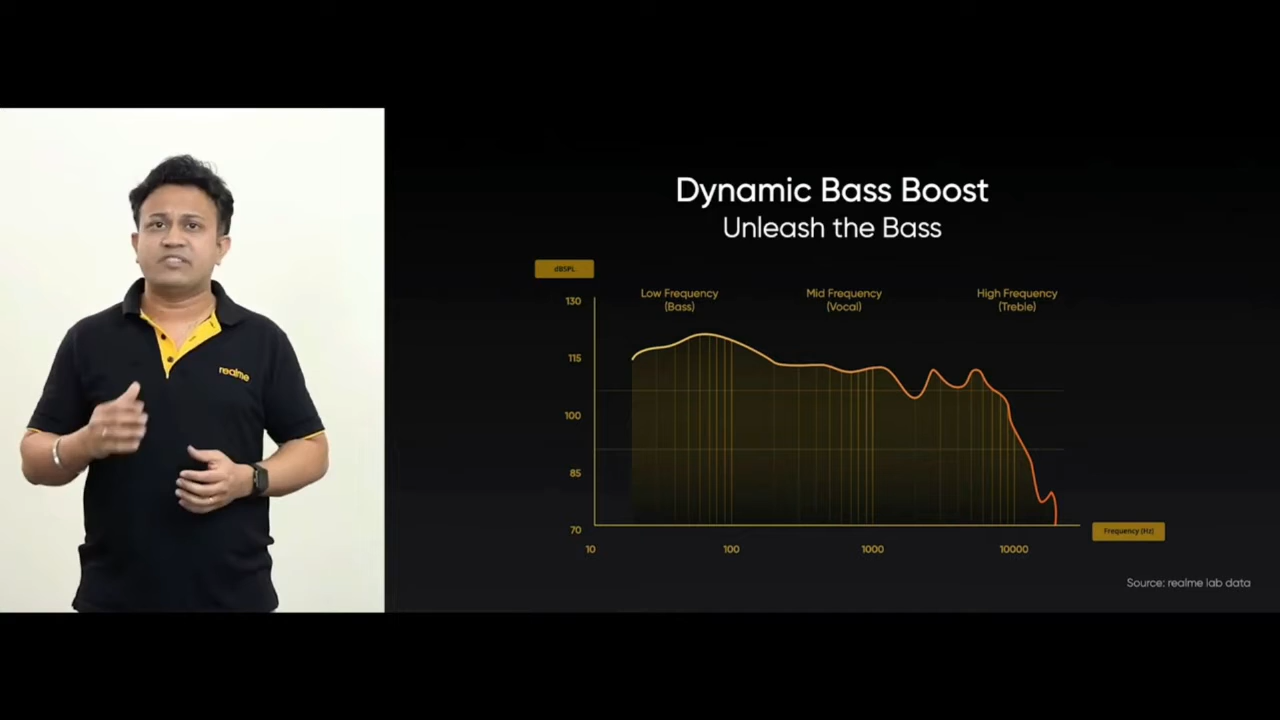 realme
Dynamic Bass Boost
Unleash the Bass
dBSPL
Low Frequency
(Bass)
Mid Frequency
(Vocal)
High Frequency
(Treble)
130
115
100
85
70
10
100
1000
10000
Frequency (Hz)
Source: realme lab data